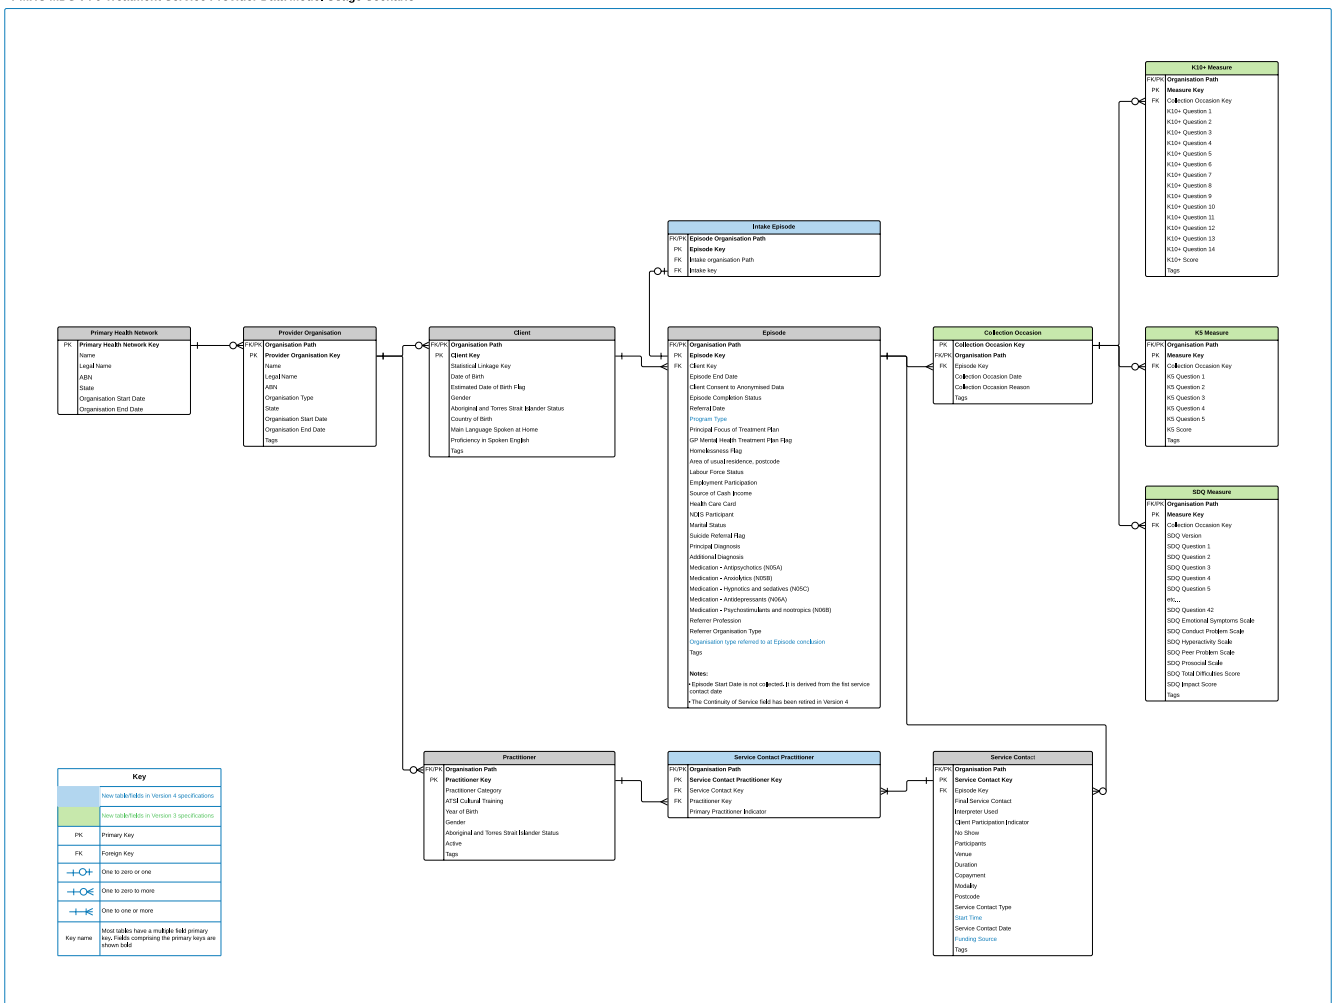 K10+ Measure
FK/PK Organisation Path
PK Measure Key
FK Collection Occasion Key
K10+ Question 1
K10+ Question 2
K10+ Question 3
K10+ Question 4
K10+ Question 5
K10+ Question 6
K10+ Question 7
K10+ Question 8
K10+ Question 9
K10+ Question 10
K10+ Question 11
K10+ Question 12
K10+ Question 13
K10+ Question 14
K10+ Score
Tags
Intake Episode
FK/PK Episode Organisation Path
PK Episode Key
FK Intake organisation Path
FK Intake key
Primary Health Network
PK Primary Health Network Key
Name
Legal Name
ABN
State
Organisation Start Date
Organisation End Date
Provider Organisation
FK/PK Organisation Path
PK Provider Organisation Key
Name
Legal Name
ABN
Organisation Type
State
Organisation Start Date
Organisation End Date
Tags
Client
FK/PK Organisation Path
PK Client Key
Statistical Linkage Key
Date of Birth
Estimated Date of Birth Flag
Gender
Aboriginal and Torres Strait Islander Status
Country of Birth
Main Language Spoken at Home
Proficiency in Spoken English
Tags
Episode
FK/PK Organisation Path
PK Episode Key
FK Client Key
Episode End Date
Client Consent to Anonymised Data
Episode Completion Status
Referral Date
Program Type
Principal Focus of Treatment Plan
GP Mental Health Treatment Plan Flag
Homelessness Flag
Area of usual residence, postcode
Labour Force Status
Employment Participation
Source of Cash Income
Health Care Card
NDIS Participant
Marital Status
Suicide Referral Flag
Principal Diagnosis
Additional Diagnosis
Medication - Antipsychotics (N05A)
Medication - Anxiolytics (N05B)
Medication - Hypnotics and sedatives (N05C)
Medication - Antidepressants (N06A)
Medication - Psychostimulants and nootropics (N06B)
Referrer Profession
Referrer Organisation Type
Organisation type referred to at Episode conclusion
Tags
Notes:
• Episode Start Date is not collected. It is derived from the fist service
contact date
• The Continuity of Service field has been retired in Version 4
Collection Occasion
PK Collection Occasion Key
FK/PK Organisation Path
FK Episode Key
Collection Occasion Date
Collection Occasion Reason
Tags
K5 Measure
FK/PK Organisation Path
PK Measure Key
FK Collection Occasion Key
K5 Question 1
K5 Question 2
K5 Question 3
K5 Question 4
K5 Question 5
K5 Score
Tags
SDQ Measure
FK/PK Organisation Path
PK Measure Key
FK Collection Occasion Key
SDQ Version
SDQ Question 1
SDQ Question 2
SDQ Question 3
SDQ Question 4
SDQ Question 5
etc...
SDQ Question 42
SDQ Emotional Symptoms Scale
SDQ Conduct Problem Scale
SDQ Hyperactivity Scale
SDQ Peer Problem Scale
SDQ Prosocial Scale
SDQ Total Difficulties Score
SDQ Impact Score
Tags
Practitioner
FK/PK Organisation Path
PK Practitioner Key
Practitioner Category
ATSI Cultural Training
Year of Birth
Gender
Aboriginal and Torres Strait Islander Status
Active
Tags
Service Contact Practitioner
FK/PK Organisation Path
PK Service Contact Practitioner Key
FK Service Contact Key
FK Practitioner Key
Primary Practitioner Indicator
Service Contact
FK/PK Organisation Path
PK Service Contact Key
FK Episode Key
Final Service Contact
Interpreter Used
Client Participation Indicator
No Show
Participants
Venue
Duration
Copayment
Modality
Postcode
Service Contact Type
Start Time
Service Contact Date
Funding Source
Tags
Key
New table/fields in Version 4 specifications
New table/fields in Version 3 specifications
PK Primary Key
FK Foreign Key
One to zero or one
One to zero to more
One to one or more
Key name Most tables have a multiple field primary
key. Fields comprising the primary keys are
shown bold